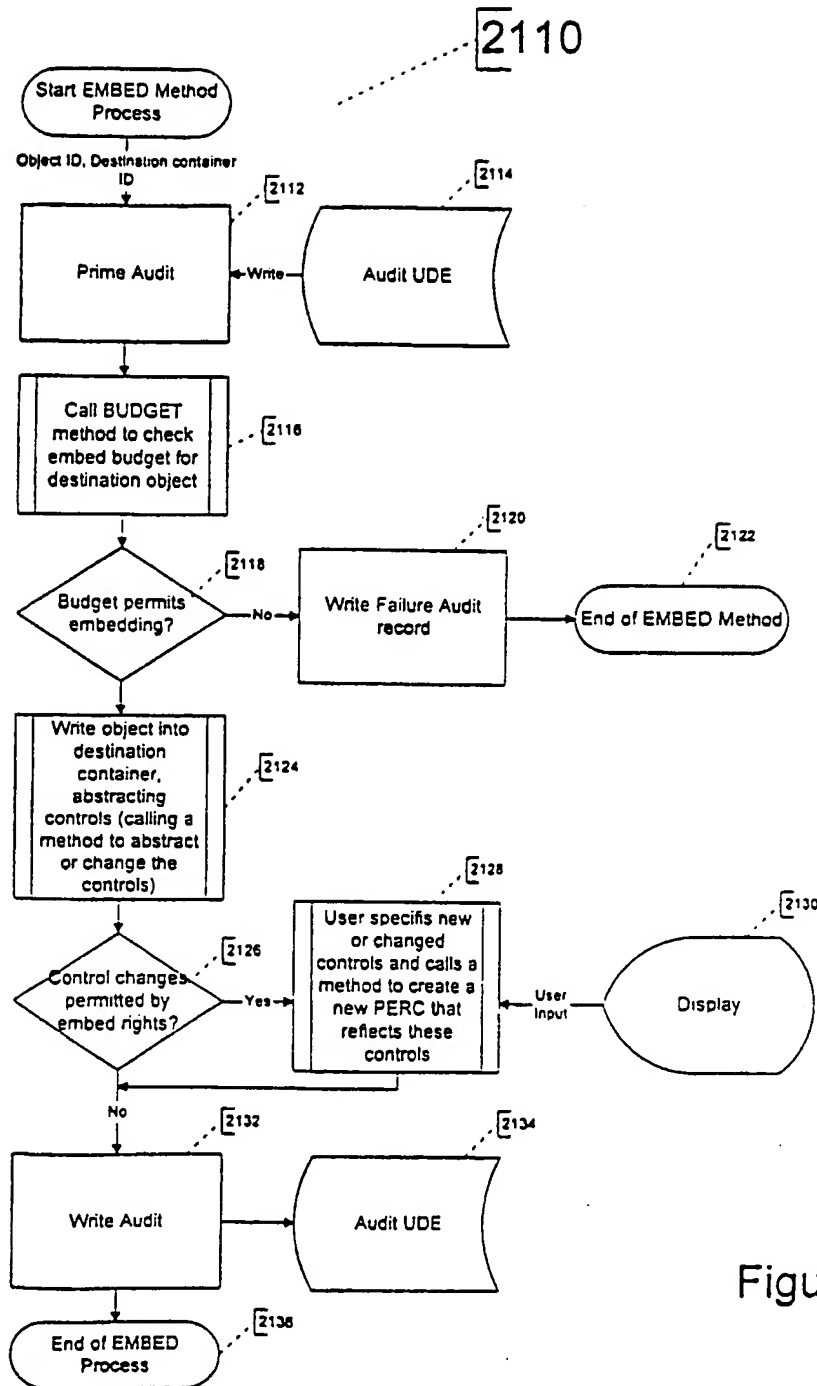 2110
Start EMBED Method
Process
Object ID, Destination container
ID
2112
2114
Prime Audit
Write
Audit UDE
Call BUDGET
method to check
embed budget for
destination object
2116
2118
Budget permits
embedding?
No
2120
Write Failure Audit
record
2122
End of EMBED Method
Write object into
destination
container,
abstracting
controls (calling a
method to abstract
or change the
controls)
2124
2126
Control changes
permitted by
embed rights?
Yes
2128
User specifis new
or changed
controls and calls a
method to create a
new PERC that
reflects these
controls
User
Input
2130
Display
No
2132
Write Audit
2134
Audit UDE
Figu
2136
End of EMBED
Process